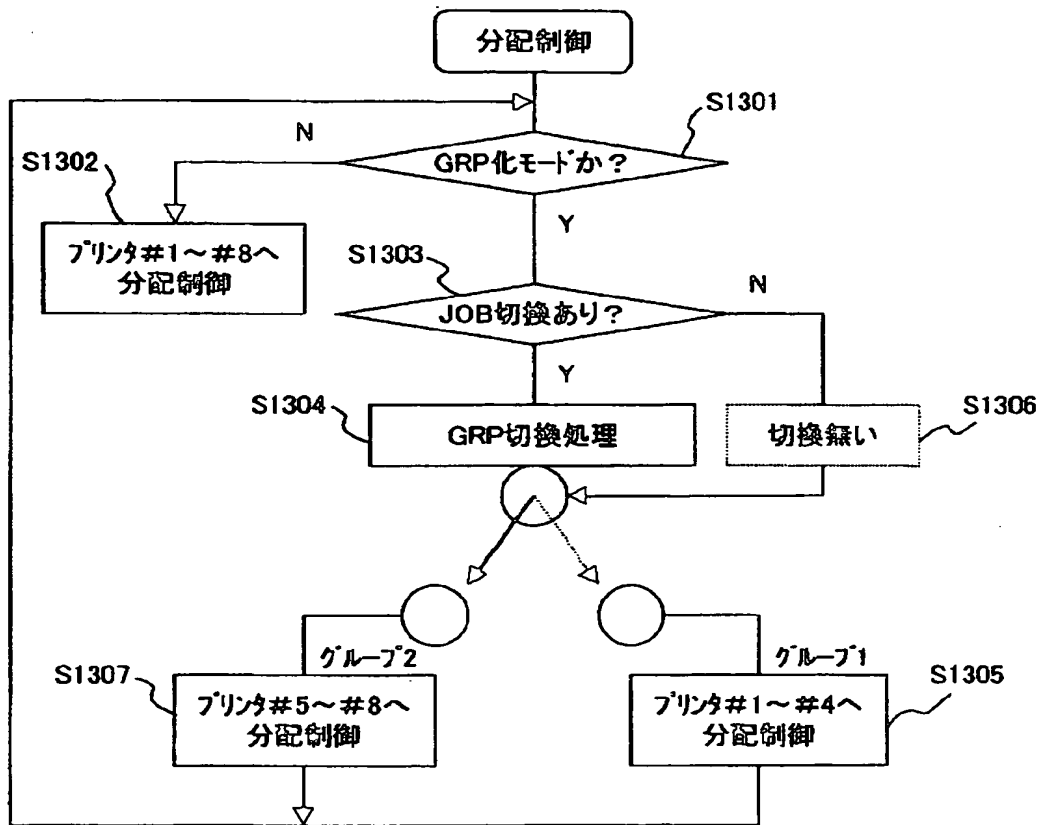 分配制御
S1301
N
GRP化モードか？
S1302
プリンタ＃1～＃8へ
分配制御
Y
S1303
N
JOB切換あり？
Y
S1304
GRP切換処理
S1306
切換無い
グループ2
グループ1
S1307
プリンタ＃5～＃8へ
分配制御
S1305
プリンタ＃1～＃4へ
分配制御